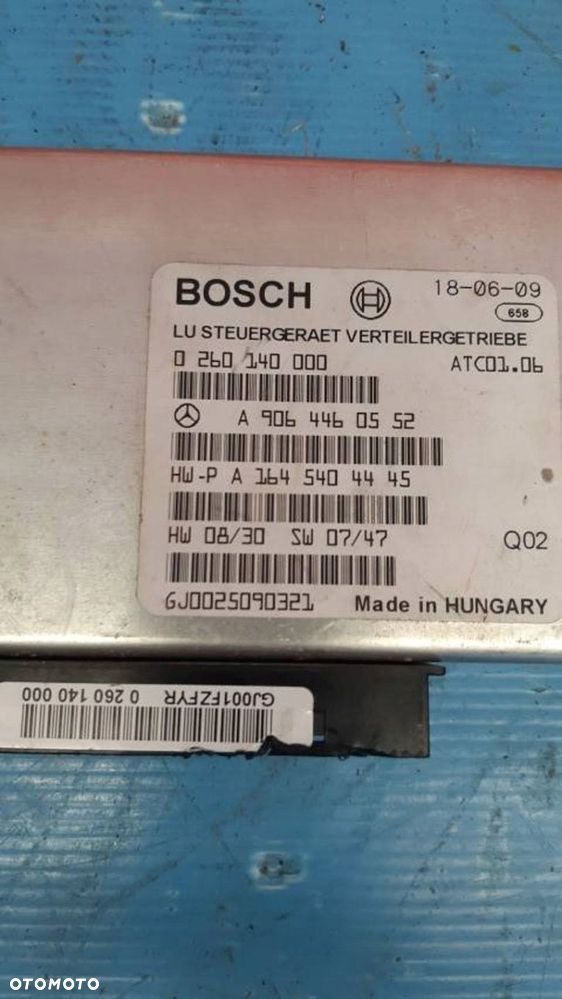 BOSCH 18-06-09
658
LU STEUERGERAET VERTEILERGETRIEBE
0 260 140 000 ATC01.06
A 906 446 05 52
HW-P A 164 540 44 45
HW 08/30 SW 07/47 Q02
GJ0025090321 Made in HUNGARY
GJ001FZFYR 0 260 140 000
OTOMOTO
OTOMOTO